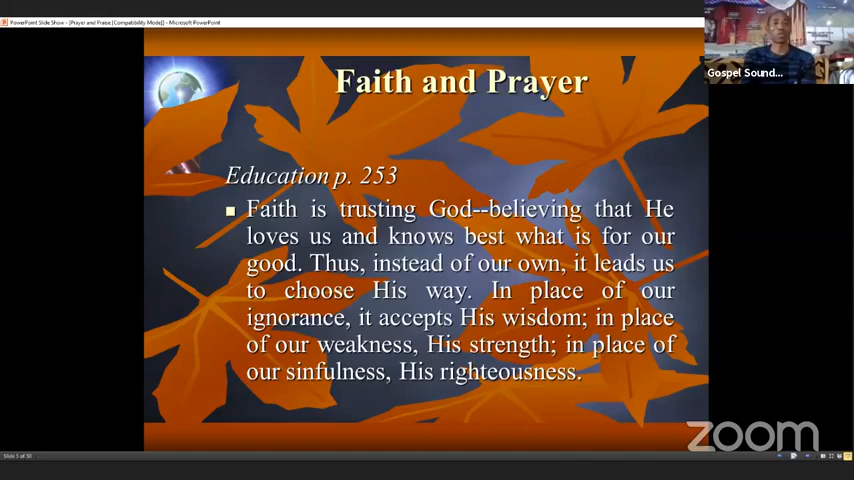 PowerPoint Slide Show - [Prayer and Praise [Compatibility Mode]] - Microsoft PowerPoint
Gospel Sound...
Faith and Prayer
Education p. 253
Faith is trusting God--believing that He
loves us and knows best what is for our
good. Thus, instead of our own, it leads us
to choose His way. In place of our
ignorance, it accepts His wisdom; in place
of our weakness, His strength; in place of
our sinfulness, His righteousness.
zoom
Slide 5 of 50